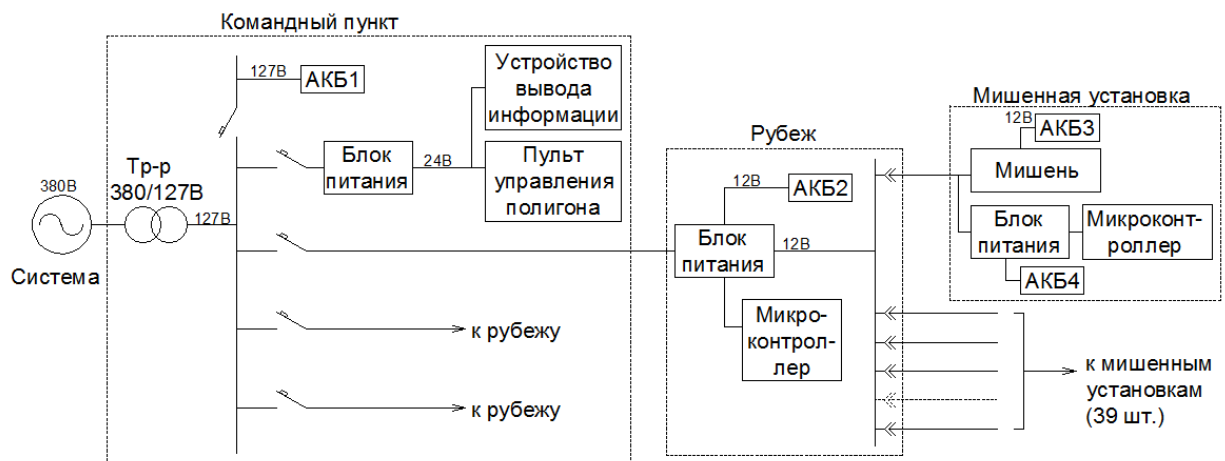 Командный пункт
127В
АКБ1
Устройство
вывода
информации
Блок
питания
24В
Пульт
управления
полигона
380В
Тр-р
380/127В
127В
Система
к рубежу
к рубежу
Рубеж
12В
АКБ2
Блок
питания
12В
Микро-
контрол-
лер
Мишенная установка
12В
АКБ3
Мишень
Блок
питания
Микроконт-
роллер
АКБ4
к мишенным
установкам
(39 шт.)